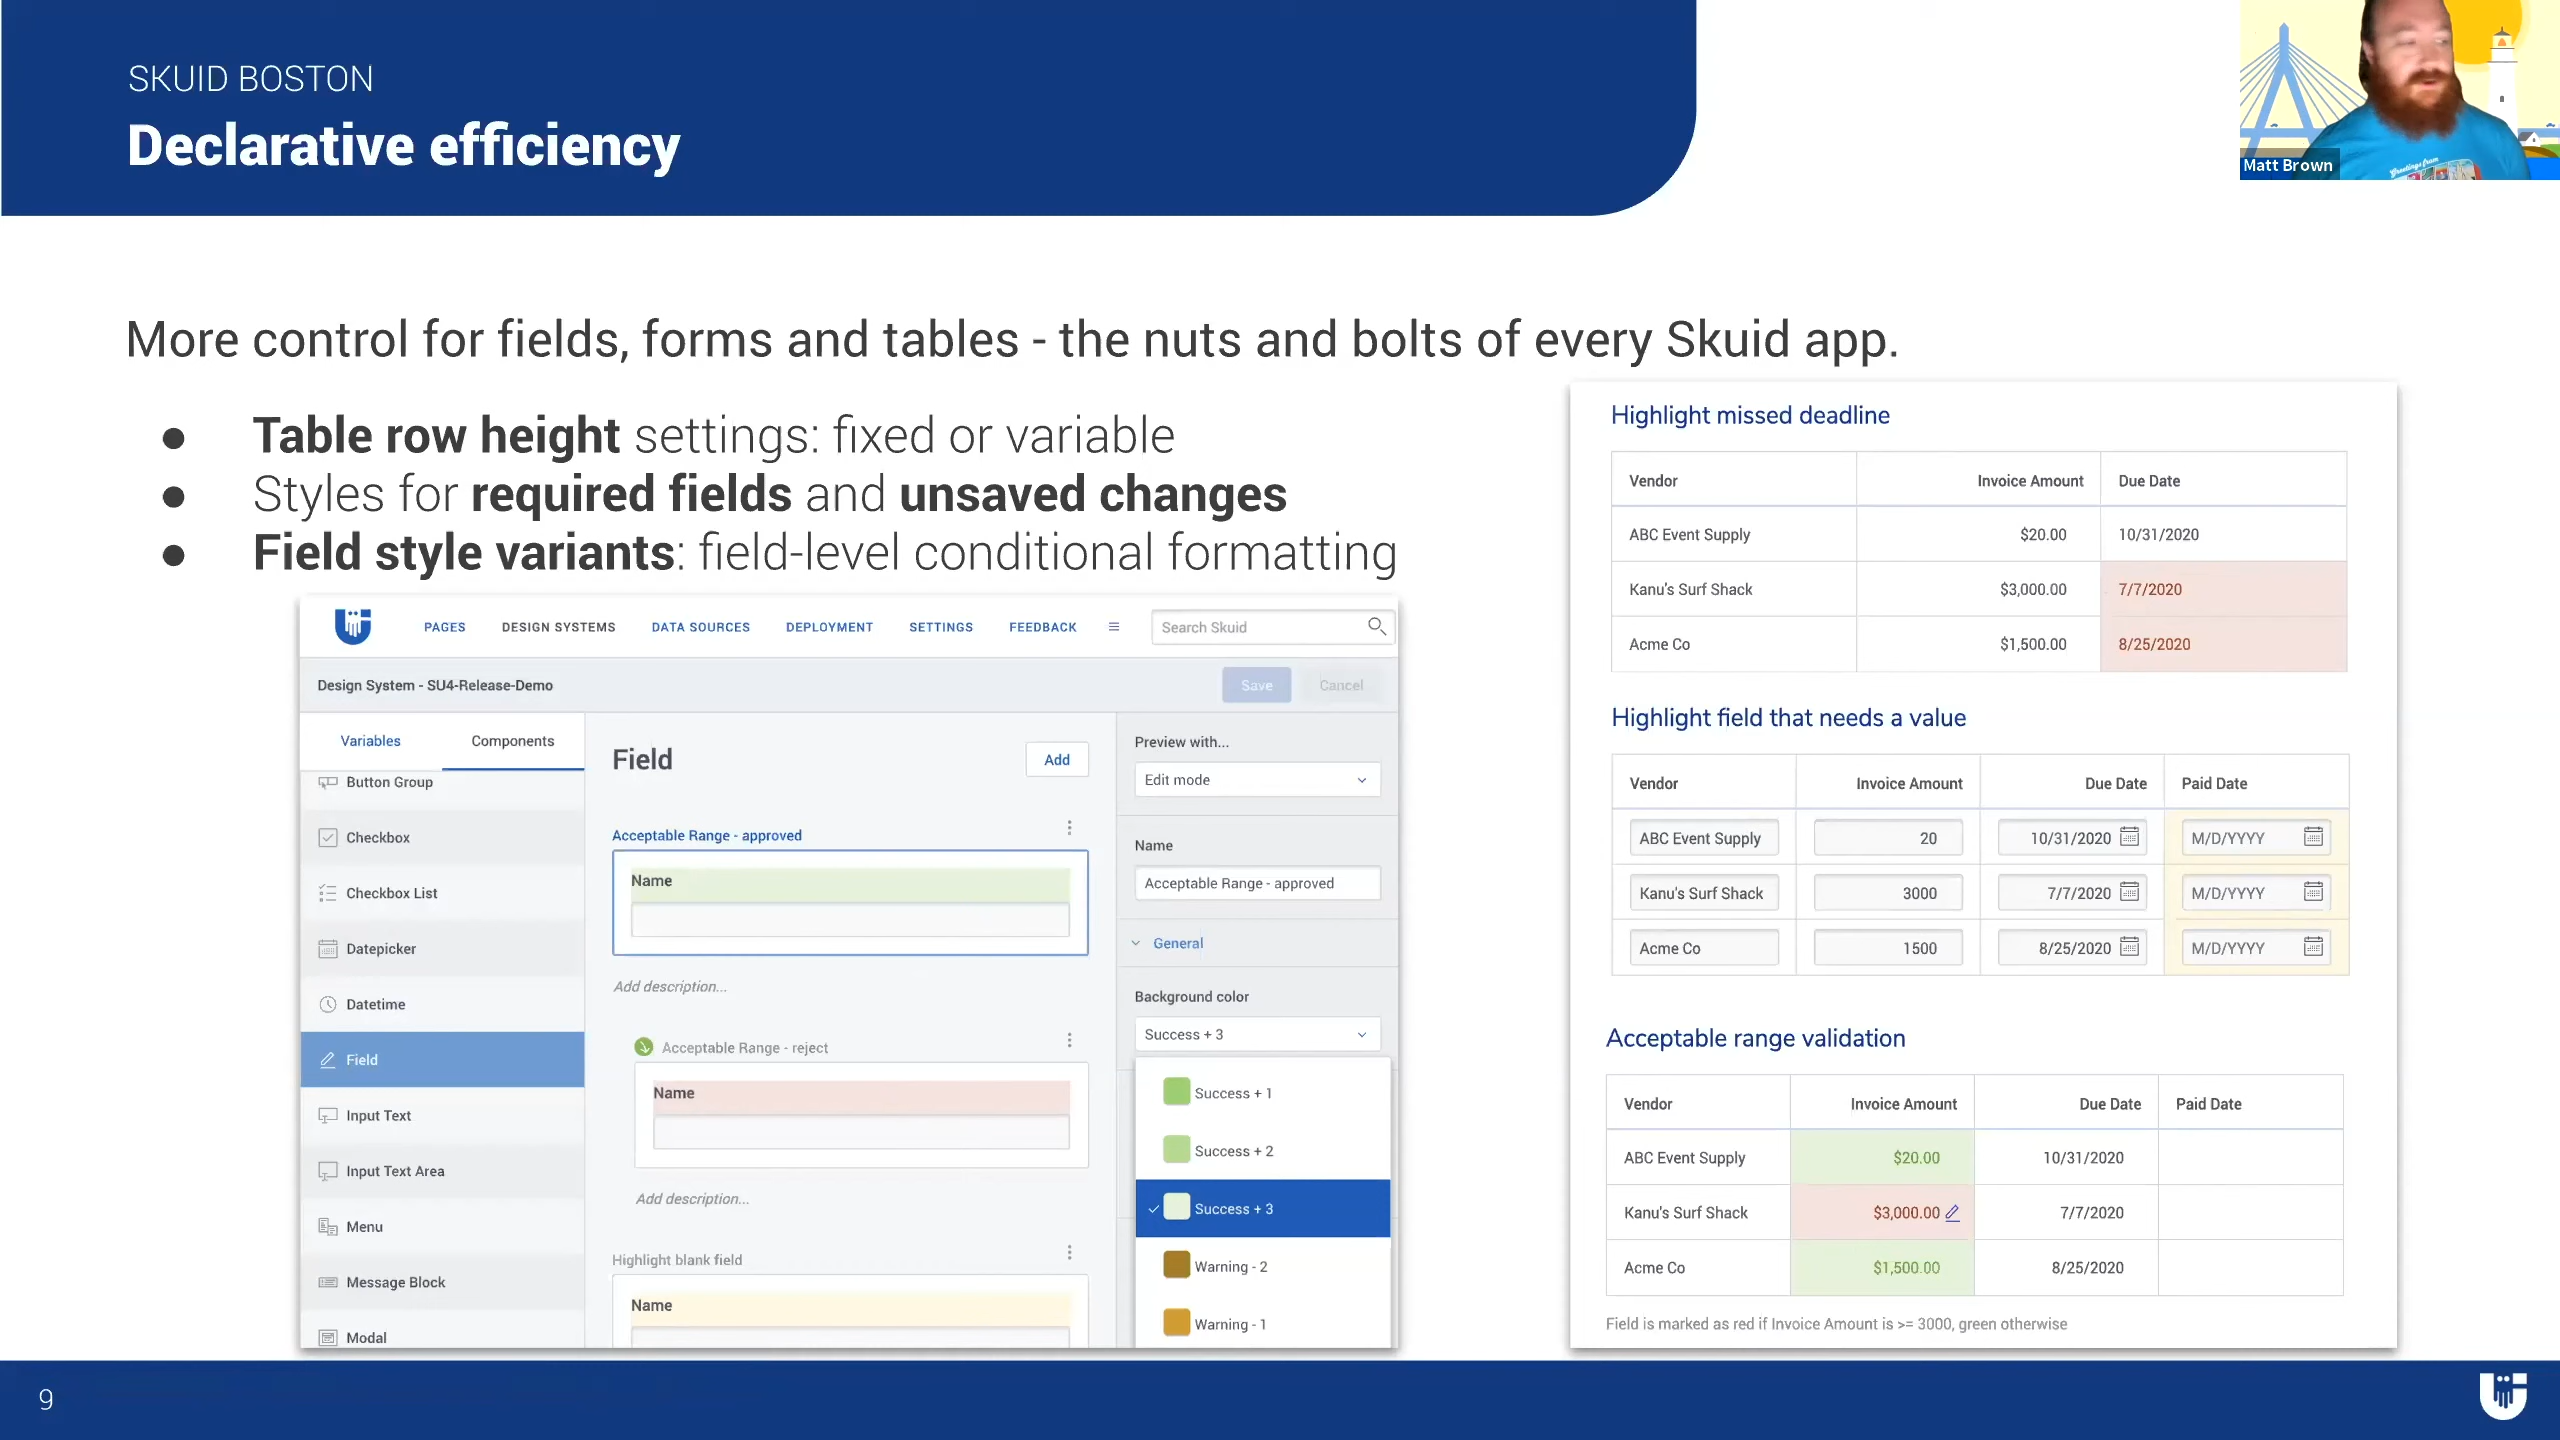 SKUID BOSTON
Declarative efficiency
Matt Brown
Greetings from
More control for fields, forms and tables - the nuts and bolts of every Skuid app.
● Table row height settings: fixed or variable
● Styles for required fields and unsaved changes
● Field style variants: field-level conditional formatting
PAGES DESIGN SYSTEMS DATA SOURCES DEPLOYMENT SETTINGS FEEDBACK Search Skuid
Design System - SU4-Release-Demo Save Cancel
Variables Components
Button Group
Checkbox
Checkbox List
Datepicker
Datetime
Field
Input Text
Input Text Area
Menu
Message Block
Modal
Field Add
Acceptable Range - approved
Name
Add description...
Acceptable Range - reject
Name
Add description...
Highlight blank field
Name
Preview with...
Edit mode
Name
Acceptable Range - approved
General
Background color
Success + 3
Success + 1
Success + 2
Success + 3
Warning - 2
Warning - 1
Highlight missed deadline
Vendor Invoice Amount Due Date
ABC Event Supply $20.00 10/31/2020
Kanu's Surf Shack $3,000.00 7/7/2020
Acme Co $1,500.00 8/25/2020
Highlight field that needs a value
Vendor Invoice Amount Due Date Paid Date
ABC Event Supply 20 10/31/2020 M/D/YYYY
Kanu's Surf Shack 3000 7/7/2020 M/D/YYYY
Acme Co 1500 8/25/2020 M/D/YYYY
Acceptable range validation
Vendor Invoice Amount Due Date Paid Date
ABC Event Supply $20.00 10/31/2020
Kanu's Surf Shack $3,000.00 7/7/2020
Acme Co $1,500.00 8/25/2020
Field is marked as red if Invoice Amount is >= 3000, green otherwise
9